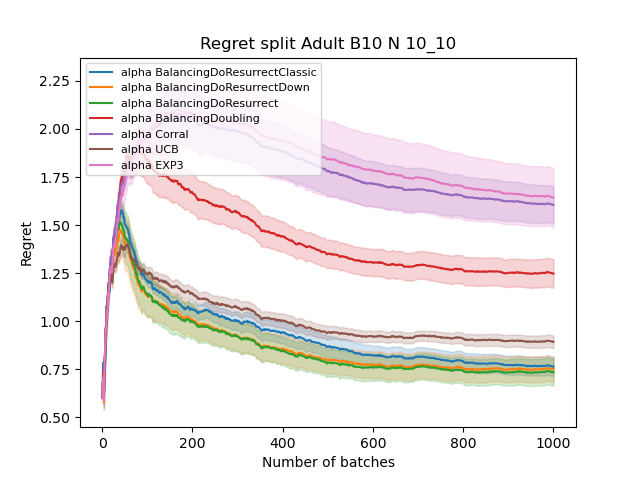 Regret split Adult B10 N 10_10
alpha BalancingDoResurrectClassic
alpha BalancingDoResurrectDown
alpha BalancingDoResurrect
alpha BalancingDoubling
alpha Corral
alpha UCB
alpha EXP3
2.25
2.00
1.75
1.50
1.25
1.00
0.75
0.50
Regret
0 200 400 600 800 1000
Number of batches